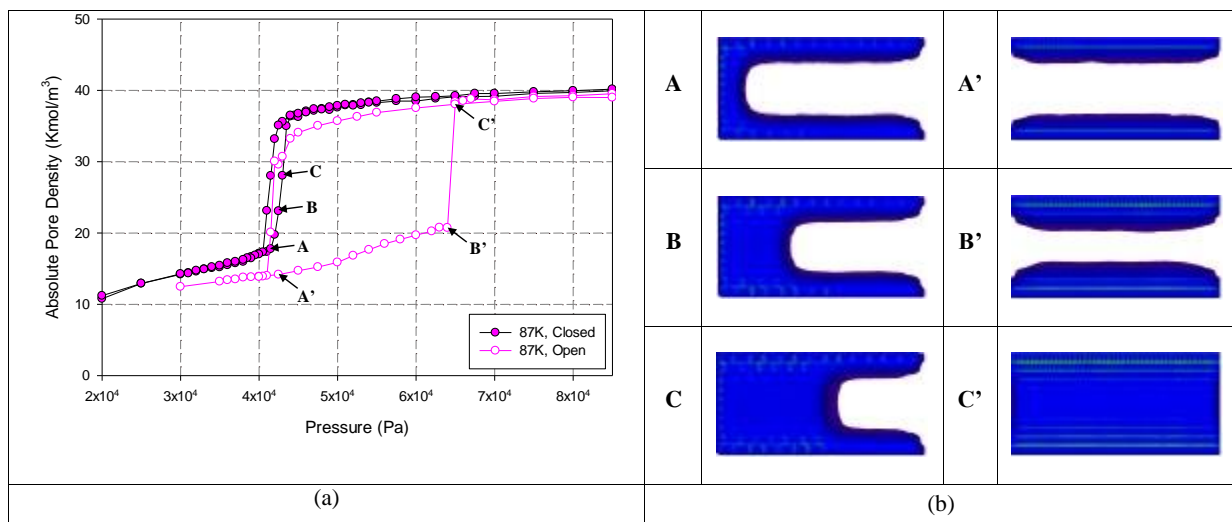 50
40
30
20
10
0
Absolute Pore Density (Kmol/m³)
2x10⁴ 3x10⁴ 4x10⁴ 5x10⁴ 6x10⁴ 7x10⁴ 8x10⁴
Pressure (Pa)
C'
C
B
A
B'
A'
87K, Closed
87K, Open
(a)
A A'
B B'
C C'
(b)